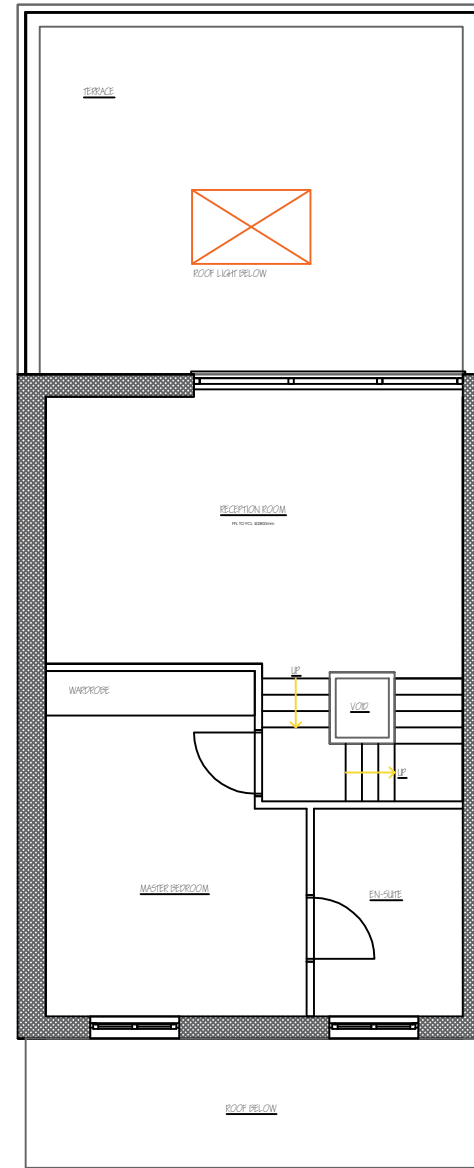 TERRACE
ROOF LIGHT BELOW
RECEPTION ROOM
UP
WARDROBE
VOID
UP
MASTER BEDROOM
EN-SUITE
ROOF BELOW